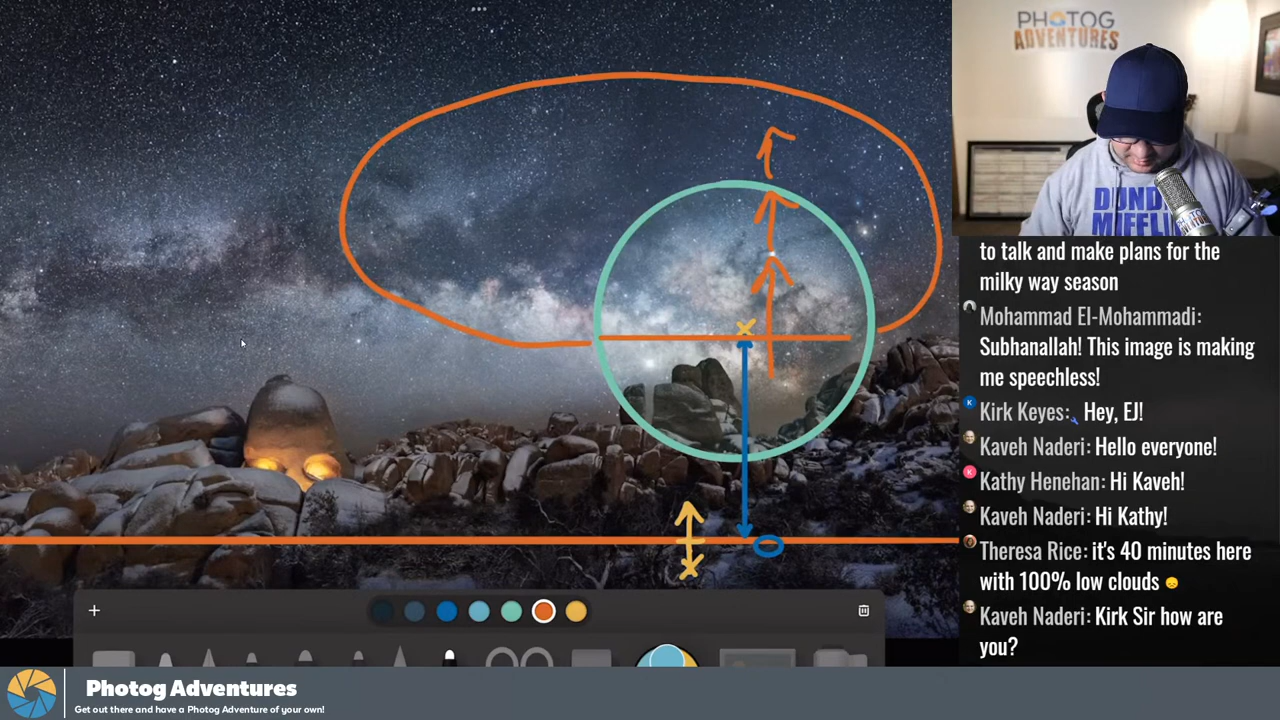 PHOTOG
ADVENTURES
DUND
MIFFLI
to talk and make plans for the
milky way season
Mohammad El-Mohammadi:
Subhanallah! This image is making
me speechless!
K Kirk Keyes: Hey, EJ!
Kaveh Naderi: Hello everyone!
K Kathy Henehan: Hi Kaveh!
Kaveh Naderi: Hi Kathy!
Theresa Rice: it's 40 minutes here
with 100% low clouds 😞
Kaveh Naderi: Kirk Sir how are
you?
Photog Adventures
Get out there and have a Photog Adventure of your own!